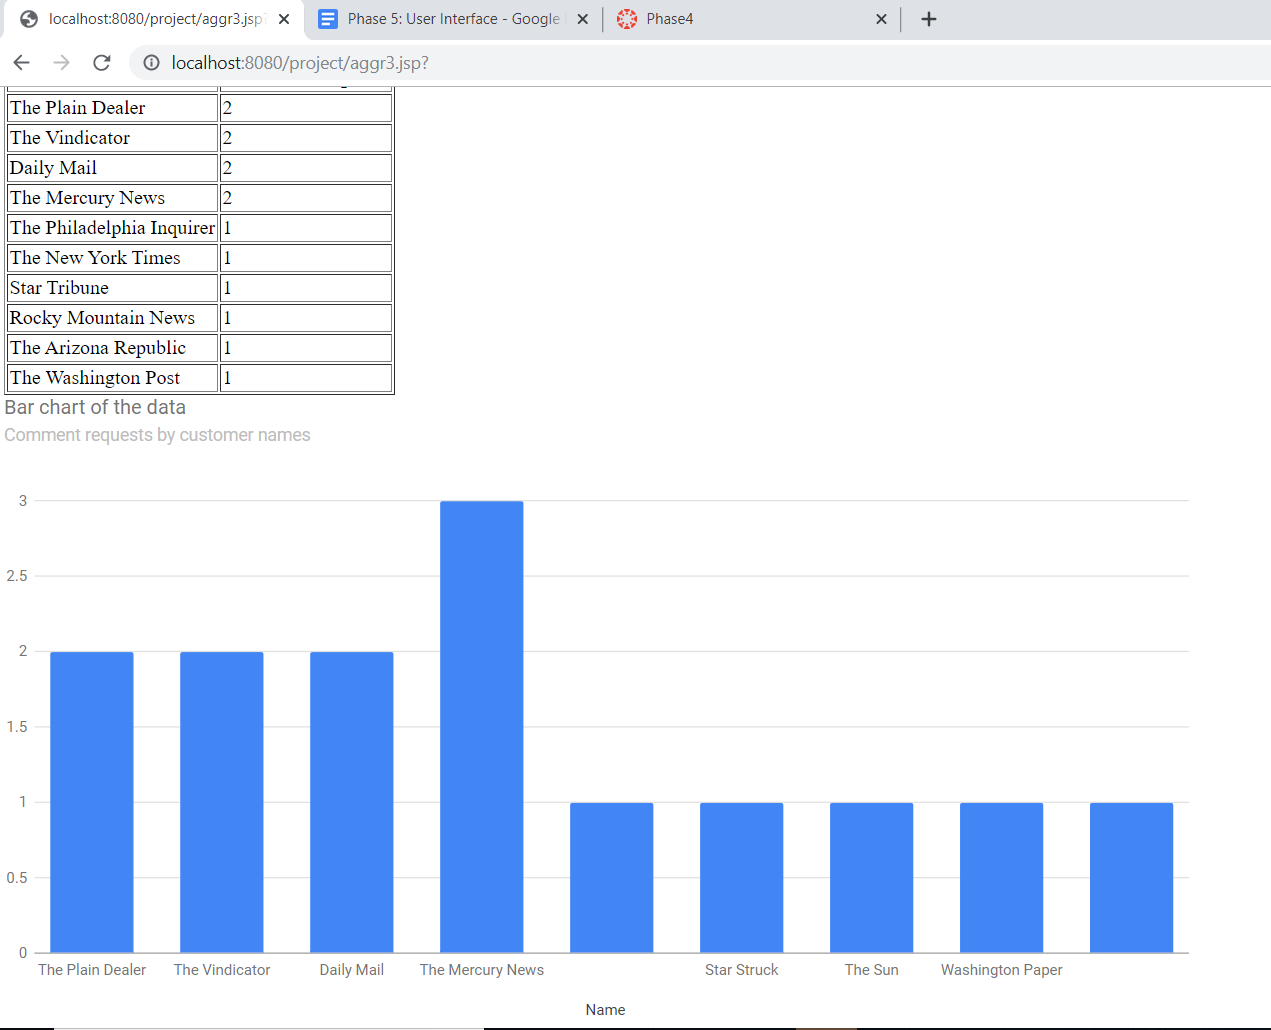 localhost:8080/project/aggr3.jsp?
Phase 5: User Interface - Google
Phase4
localhost:8080/project/aggr3.jsp?
The Plain Dealer 2
The Vindicator 2
Daily Mail 2
The Mercury News 2
The Philadelphia Inquirer 1
The New York Times 1
Star Tribune 1
Rocky Mountain News 1
The Arizona Republic 1
The Washington Post 1
Bar chart of the data
Comment requests by customer names
3
2.5
2
1.5
1
0.5
0
The Plain Dealer The Vindicator Daily Mail The Mercury News Star Struck The Sun Washington Paper
Name